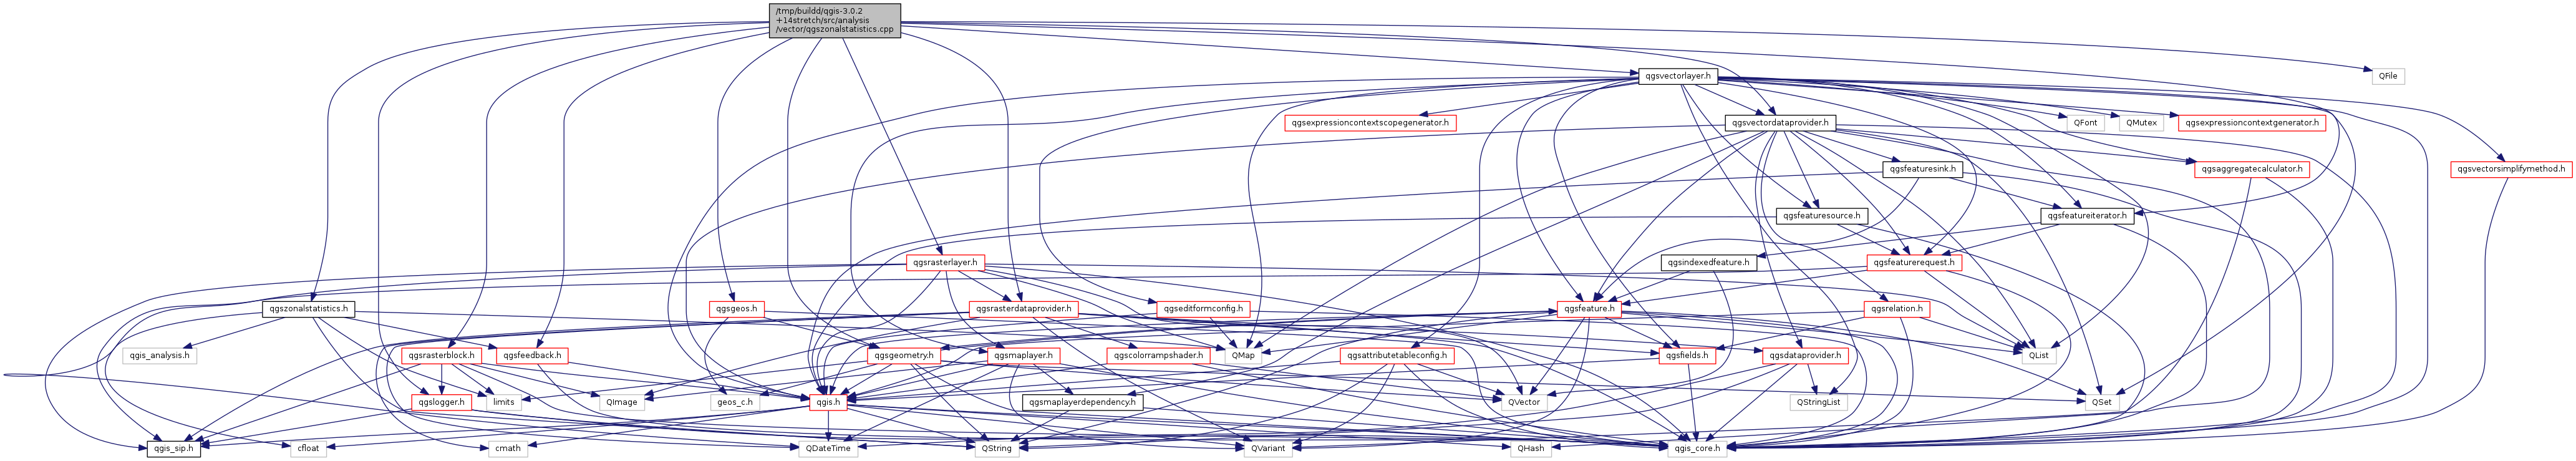 /tmp/buildd/qgis-3.0.2
+14stretch/src/analysis
/vector/qgszonalstatistics.cpp
qgsvectorlayer.h
QFile
qgsexpressioncontextscopegenerator.h
qgsvectordataprovider.h
QFont
QMutex
qgsexpressioncontextgenerator.h
qgsfeaturesink.h
qgsaggregatecalculator.h
qgsvectorsimplifymethod.h
qgsfeaturesource.h
qgsfeatureiterator.h
qgsrasterlayer.h
qgsindexedfeature.h
qgsfeaturerequest.h
qgszonalstatistics.h
qgsgeos.h
qgsrasterdataprovider.h
qgseditformconfig.h
qgsfeature.h
qgsrelation.h
qgis_analysis.h
qgsrasterblock.h
qgsfeedback.h
qgsgeometry.h
qgsmaplayer.h
qgscolorrampshader.h
QMap
qgsattributetableconfig.h
qgsfields.h
qgsdataprovider.h
QList
qgslogger.h
limits
QImage
geos_c.h
qgis.h
qgsmaplayerdependency.h
QVector
QStringList
QSet
qgis_sip.h
cfloat
cmath
QDateTime
QString
QVariant
QHash
qgis_core.h